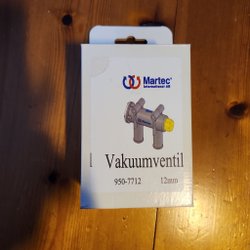 Martec®
International AB
Vakuumventil
950-7712 12mm